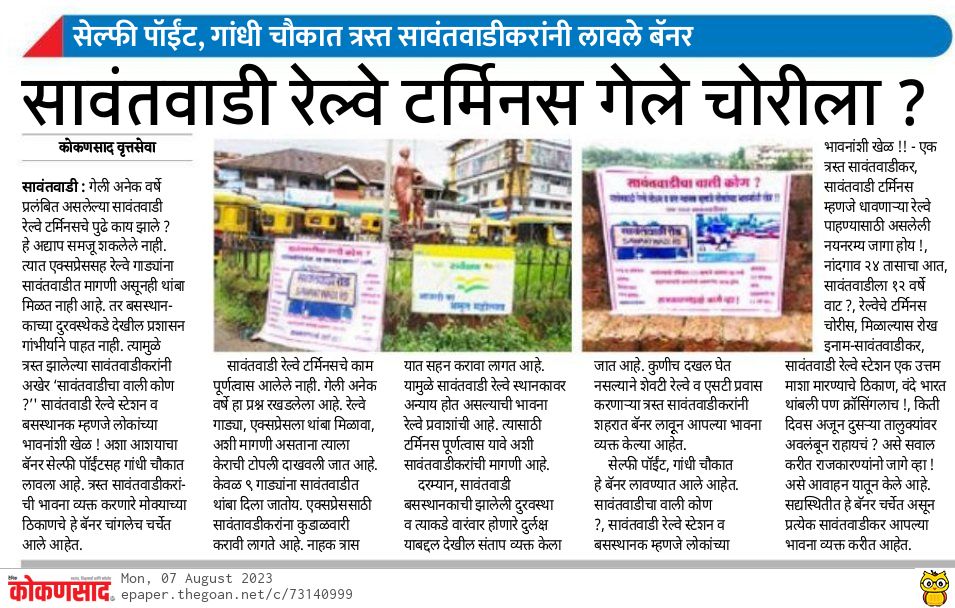 सेल्फी पॉईंट, गांधी चौकात त्रस्त सावंतवाडीकरांनी लावले बॅनर
सावंतवाडी रेल्वे टर्मिनस गेले चोरीला ?
कोकणसाद वृत्तसेवा
सावंतवाडी : गेली अनेक वर्षे
प्रलंबित असलेल्या सावंतवाडी
रेल्वे टर्मिनसचे पुढे काय झाले ?
हे अद्याप समजू शकलेले नाही.
त्यात एक्सप्रेससह रेल्वे गाड्यांना
सावंतवाडीत मागणी असूनही थांबा
मिळत नाही आहे. तर बसस्थान-
काच्या दुरवस्थेकडे देखील प्रशासन
गांभीर्याने पाहत नाही. त्यामुळे
त्रस्त झालेल्या सावंतवाडीकरांनी
अखेर ‘सावंतवाडीचा वाली कोण
?'' सावंतवाडी रेल्वे स्टेशन व
बसस्थानक म्हणजे लोकांच्या
भावनांशी खेळ ! अशा आशयाचा
बॅनर सेल्फी पॉईंटसह गांधी चौकात
लावला आहे. त्रस्त सावंतवाडीकरां-
ची भावना व्यक्त करणारे मोक्याच्या
ठिकाणचे हे बॅनर चांगलेच चर्चेत
आले आहेत.
सावंतवाडीचा वाली कोण ?
सावंतवाडी रोड
SAWANTWADI RD
सावंतवाडीचा वाली कोण ?
सावंतवाडी रोड
SAWANTWADI RD
सावंतवाडी रेल्वे टर्मिनसचे काम
पूर्णवास आलेले नाही. गेली अनेक
वर्षे हा प्रश्न रखडलेला आहे. रेल्वे
गाड्या, एक्सप्रेसला थांबा मिळावा,
अशी मागणी असताना त्याला
केराची टोपली दाखवली जात आहे.
केवळ ९ गाड्यांना सावंतवाडीत
थांबा दिला जातोय. एक्सप्रेससाठी
सावंतावडीकरांना कुडाळवारी
करावी लागते आहे. नाहक त्रास
यात सहन करावा लागत आहे.
यामुळे सावंतवाडी रेल्वे स्थानकावर
अन्याय होत असल्याची भावना
रेल्वे प्रवाशांची आहे. त्यासाठी
टर्मिनस पूर्णत्वास यावे अशी
सावंतवाडीकरांची मागणी आहे.
दरम्यान, सावंतवाडी
बसस्थानकाची झालेली दुरवस्था
व त्याकडे वारंवार होणारे दुर्लक्ष
याबद्दल देखील संताप व्यक्त केला
जात आहे. कुणीच दखल घेत
नसल्याने शेवटी रेल्वे व एसटी प्रवास
करणाऱ्या त्रस्त सावंतवाडीकरांनी
शहरात बॅनर लावून आपल्या भावना
व्यक्त केल्या आहेत.
सेल्फी पॉईंट, गांधी चौकात
हे बॅनर लावण्यात आले आहेत.
सावंतवाडीचा वाली कोण
?, सावंतवाडी रेल्वे स्टेशन व
बसस्थानक म्हणजे लोकांच्या
भावनांशी खेळ !! - एक
त्रस्त सावंतवाडीकर,
सावंतवाडी टर्मिनस
म्हणजे धावणाऱ्या रेल्वे
पाहण्यासाठी असलेली
नयनरम्य जागा होय !,
नांदगाव २४ तासाचा आत,
सावंतवाडीला १२ वर्षे
वाट ?, रेल्वेचे टर्मिनस
चोरीस, मिळाल्यास रोख
इनाम-सावंतवाडीकर,
सावंतवाडी रेल्वे स्टेशन एक उत्तम
माशा मारण्याचे ठिकाण, वंदे भारत
थांबली पण क्रॉसिंगलाच !, किती
दिवस अजून दुसऱ्या तालुक्यांवर
अवलंबून राहायचं ? असे सवाल
करीत राजकारण्यांनो जागे व्हा !
असे आवाहन यातून केले आहे.
सद्यस्थितीत हे बॅनर चर्चेत असून
प्रत्येक सावंतवाडीकर आपल्या
भावना व्यक्त करीत आहेत.
कोकणसाद
Mon, 07 August 2023
epaper.thegoan.net/c/73140999